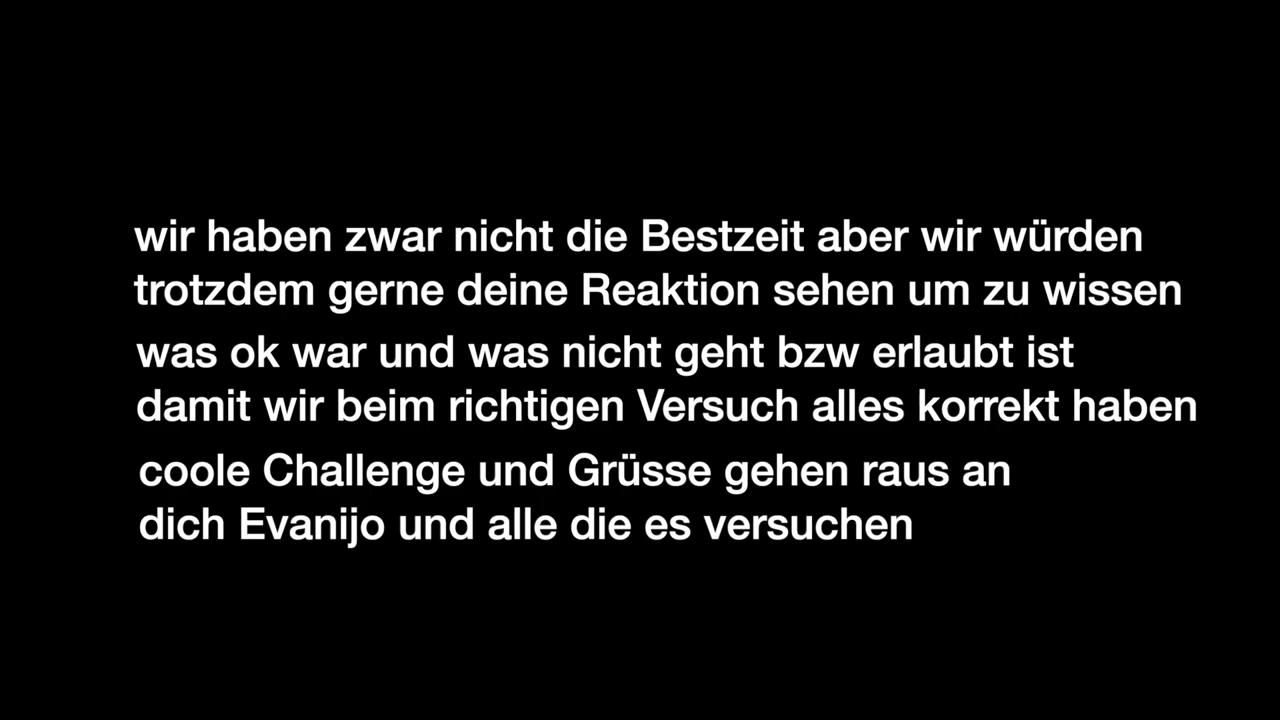 wir haben zwar nicht die Bestzeit aber wir würden
trotzdem gerne deine Reaktion sehen um zu wissen
was ok war und was nicht geht bzw erlaubt ist
damit wir beim richtigen Versuch alles korrekt haben
coole Challenge und Grüsse gehen raus an
dich Evanijo und alle die es versuchen